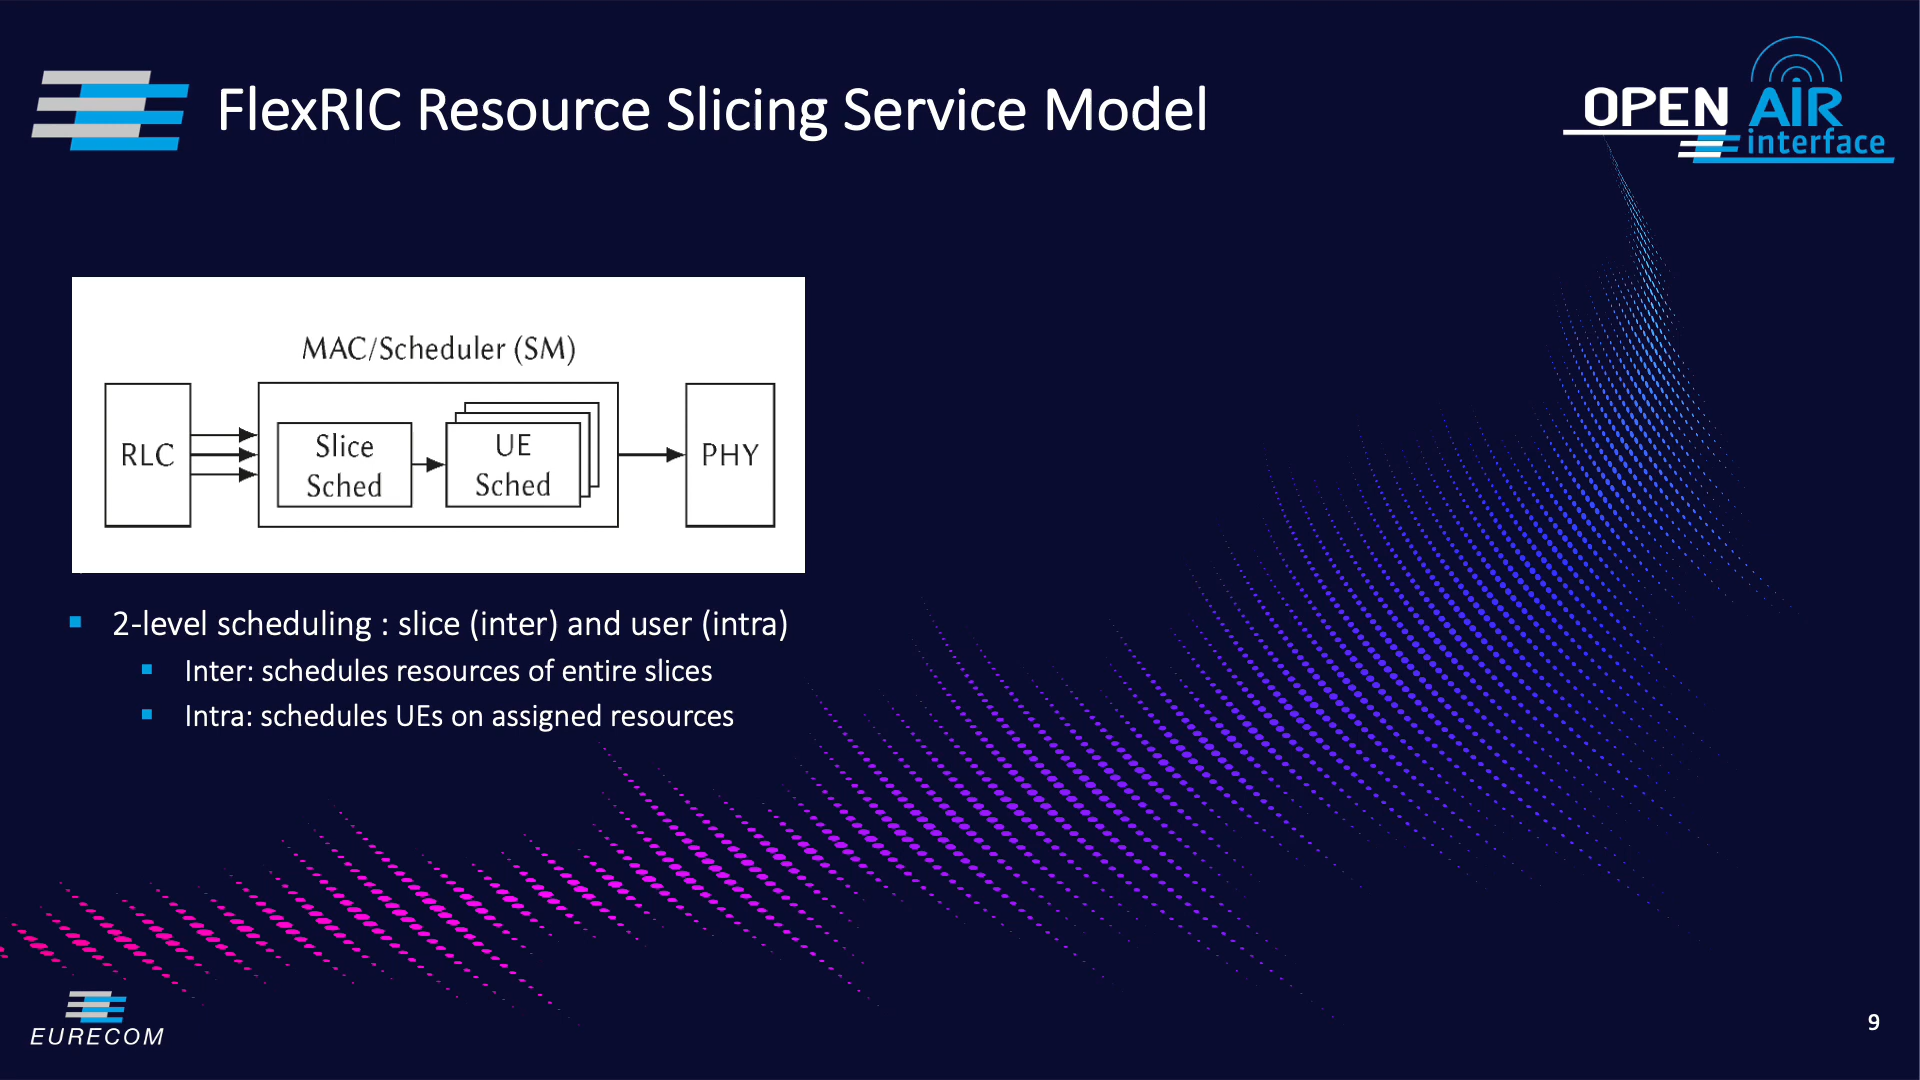 FlexRIC Resource Slicing Service Model
OPEN AIR
interface
MAC/Scheduler (SM)
RLC
Slice
Sched
UE
Sched
PHY
2-level scheduling : slice (inter) and user (intra)
Inter: schedules resources of entire slices
Intra: schedules UEs on assigned resources
EURECOM
9